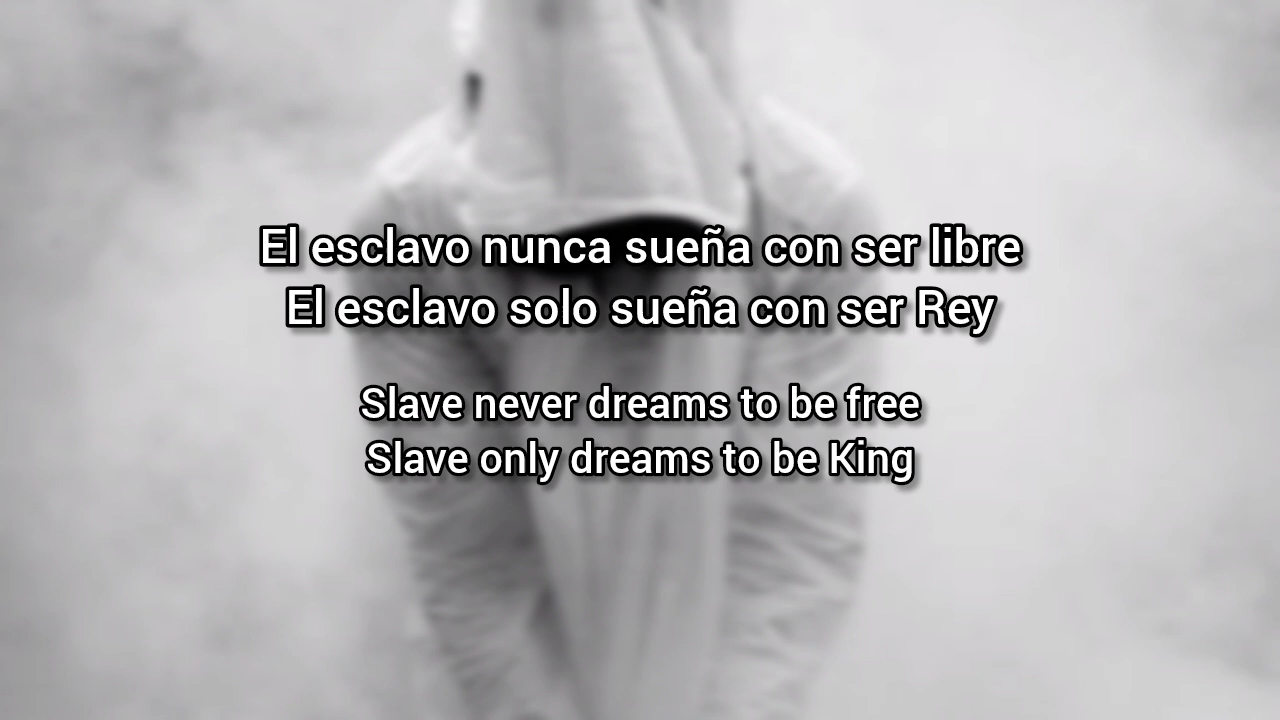 El esclavo nunca sueña con ser libre
El esclavo solo sueña con ser Rey
Slave never dreams to be free
Slave only dreams to be King